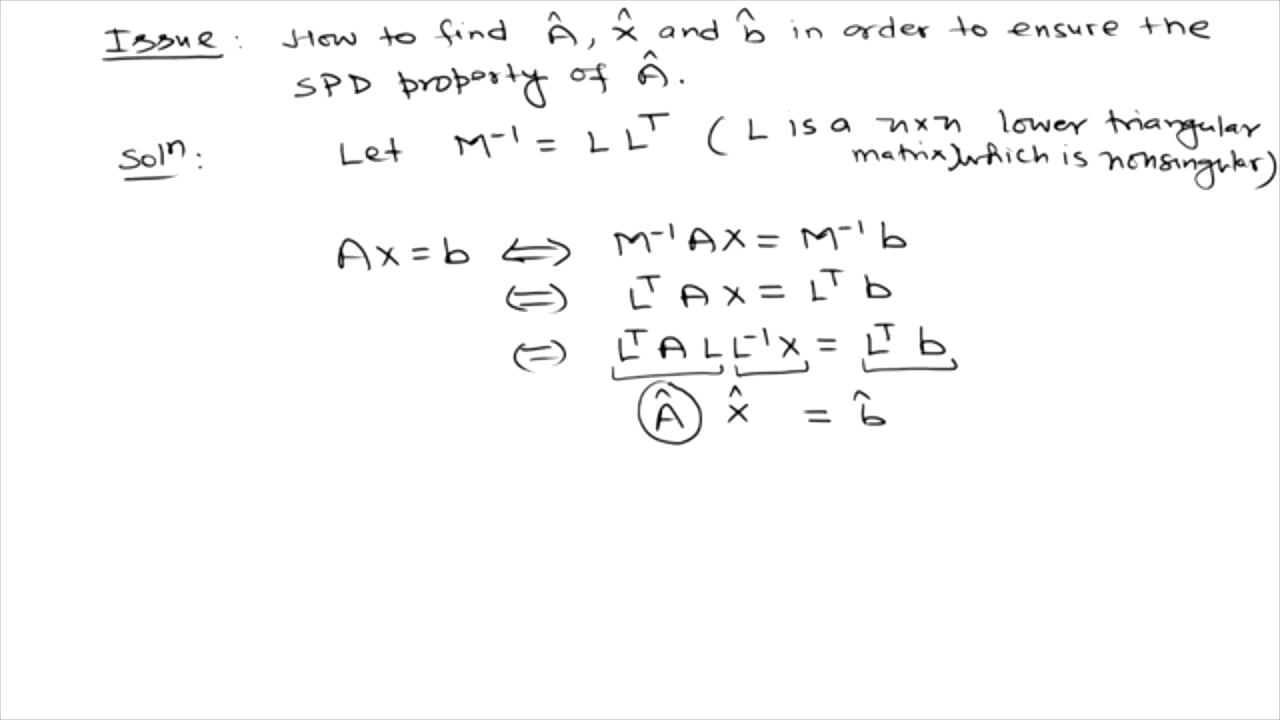 Issue: How to find Â, x̂ and b̂ in order to ensure the
SPD property of Â.
Solⁿ: Let M⁻¹ = L Lᵀ ( L is a n×n lower triangular
matrix) which is nonsingular)
Ax = b ⟺ M⁻¹Ax = M⁻¹b
⟺ LᵀAx = Lᵀb
⟺ LᵀALL⁻¹x = Lᵀb
Â x̂ = b̂